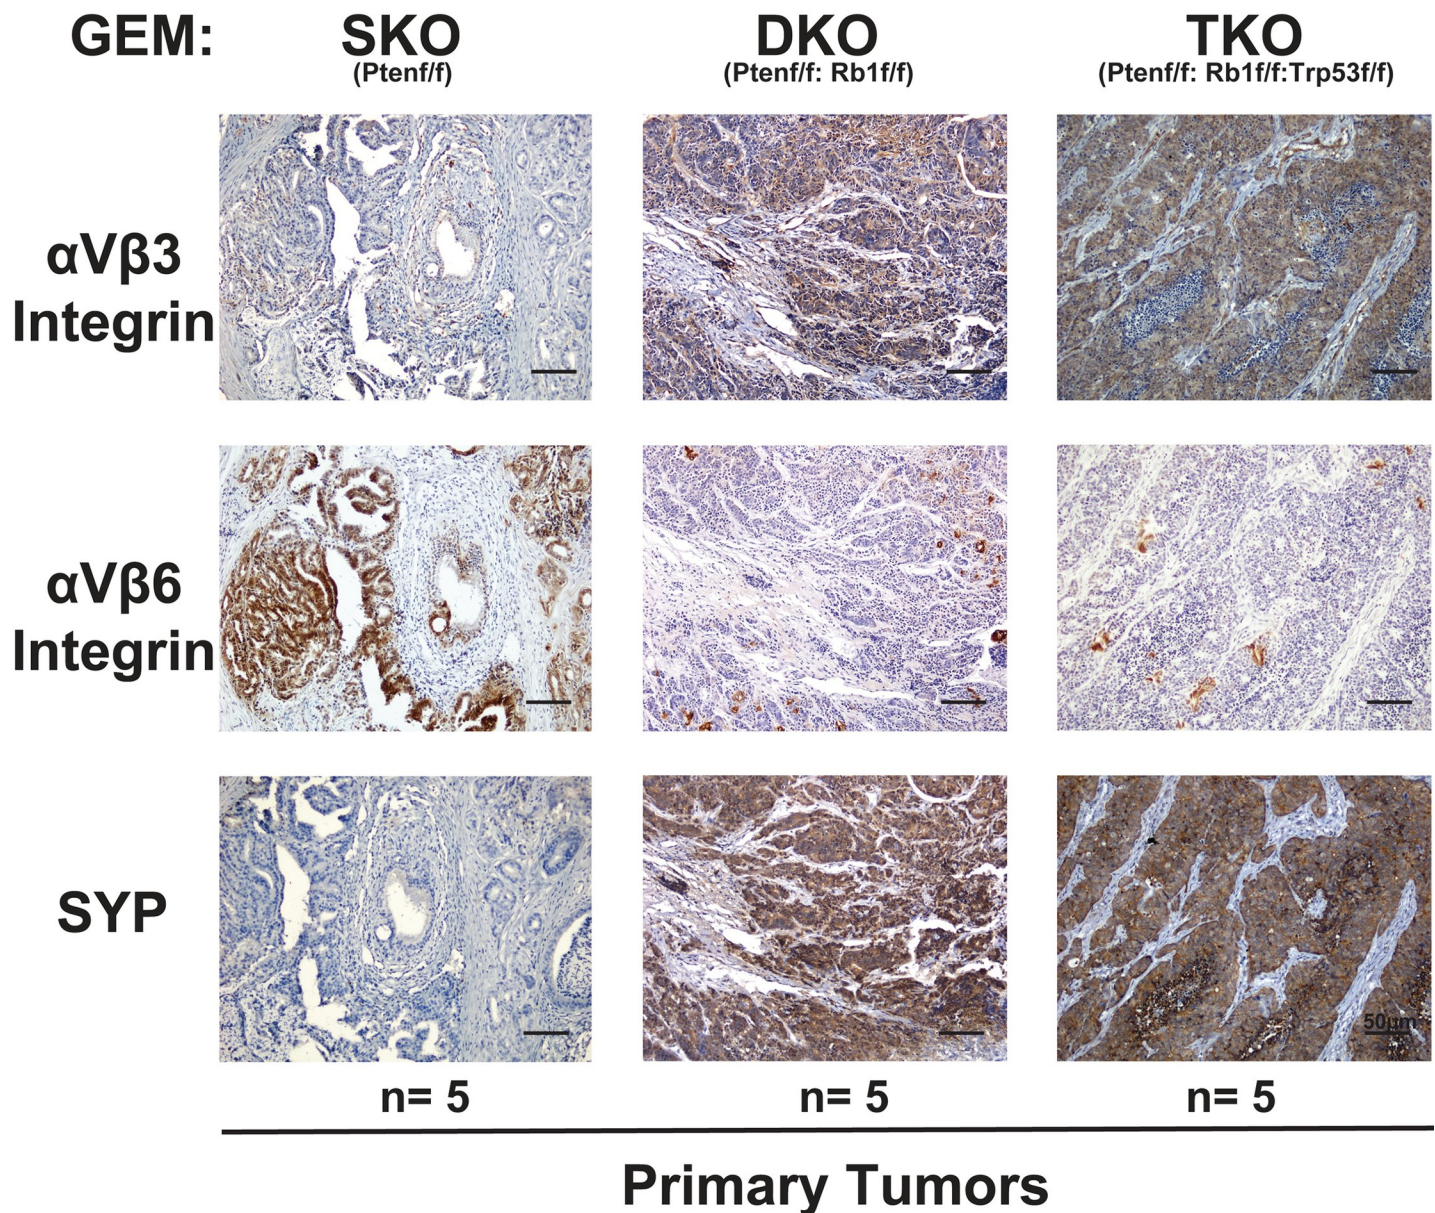 GEM: SKO DKO TKO
(Ptenf/f) (Ptenf/f: Rb1f/f) (Ptenf/f: Rb1f/f:Trp53f/f)
αVβ3
Integrin
αVβ6
Integrin
SYP
50μm
n= 5 n= 5 n= 5
Primary Tumors